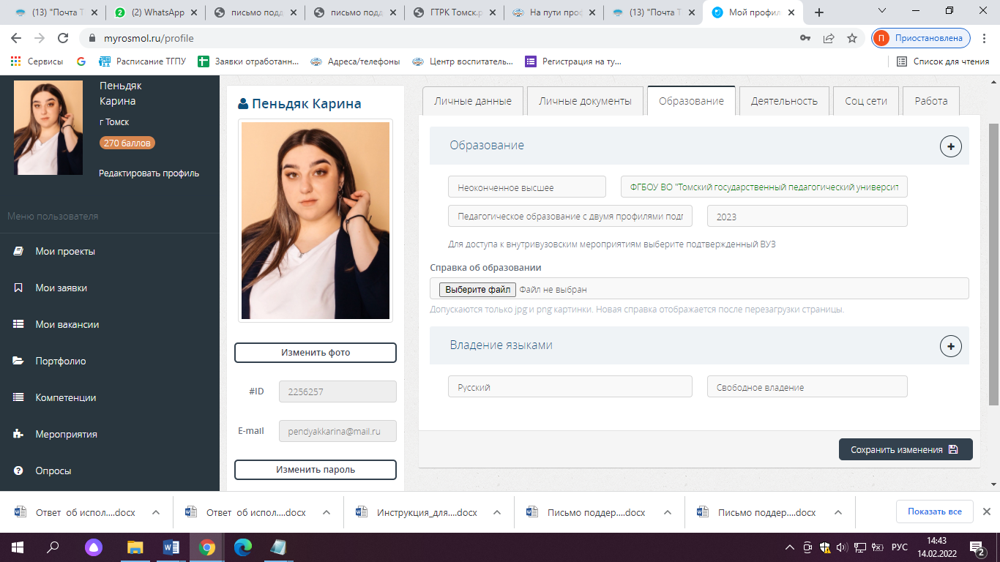 (13) "Почта Т
(2) WhatsApp
письмо подд
письмо подд
ГТРК Томск.р
На пути про
(13) "Почта Т
Мой профил
myrosmol.ru/profile
П Приостановлена
Сервисы
Расписание ТГПУ
Заявки отработанн...
Адреса/телефоны
Центр воспитатель...
Регистрация на ту...
Список для чтения
Пеньдяк
Карина
г Томск
270 баллов
Редактировать профиль
Меню пользователя
Мои проекты
Мои заявки
Мои вакансии
Портфолио
Компетенции
Мероприятия
Опросы
Пеньдяк Карина
Изменить фото
#ID 2256257
E-mail pendyakkarina@mail.ru
Изменить пароль
Личные данные
Личные документы
Образование
Деятельность
Соц сети
Работа
Образование
Неоконченное высшее
ФГБОУ ВО "Томский государственный педагогический университ
Педагогическое образование с двумя профилями подг
2023
Для доступа к внутривузовским мероприятиям выберите подтвержденный ВУЗ
Справка об образовании
Выберите файл Файл не выбран
Допускаются только jpg и png картинки. Новая справка отображается после перезагрузки страницы.
Владение языками
Русский
Свободное владение
Сохранить изменения
Ответ об испол....docx
Ответ об испол....docx
Инструкция_для....docx
Письмо поддер....docx
Письмо поддер....docx
Показать все
РУС
14:43
14.02.2022
2